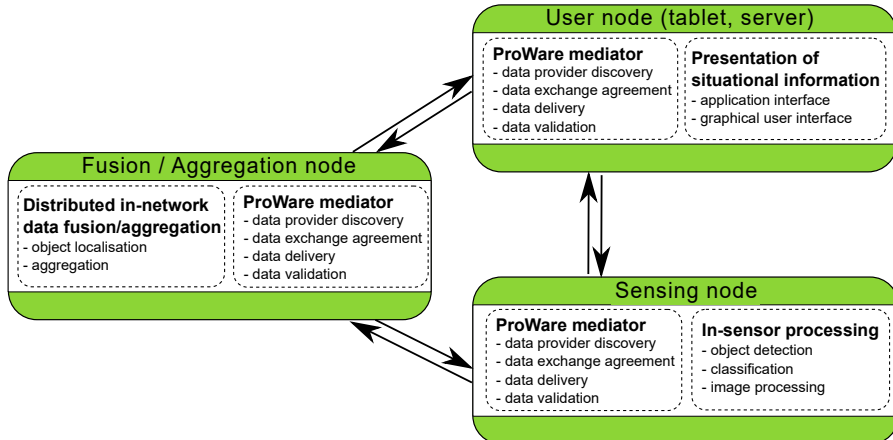 User node (tablet, server)
ProWare mediator
- data provider discovery
- data exchange agreement
- data delivery
- data validation
Presentation of
situational information
- application interface
- graphical user interface
Fusion / Aggregation node
Distributed in-network
data fusion/aggregation
- object localisation
- aggregation
ProWare mediator
- data provider discovery
- data exchange agreement
- data delivery
- data validation
Sensing node
ProWare mediator
- data provider discovery
- data exchange agreement
- data delivery
- data validation
In-sensor processing
- object detection
- classification
- image processing